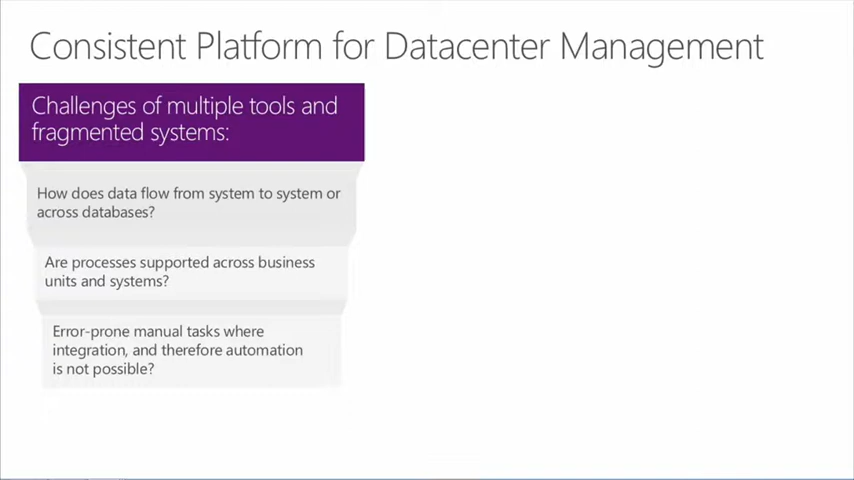 Consistent Platform for Datacenter Management
Challenges of multiple tools and
fragmented systems:
How does data flow from system to system or
across databases?
Are processes supported across business
units and systems?
Error-prone manual tasks where
integration, and therefore automation
is not possible?